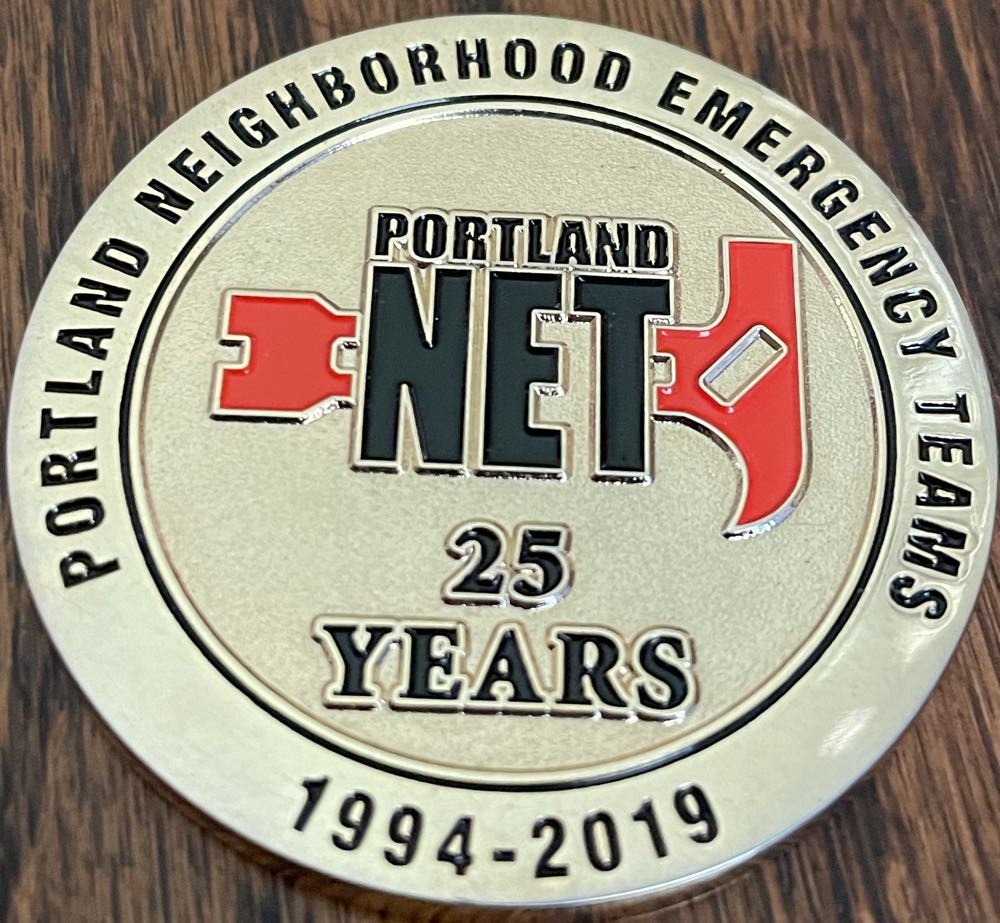 PORTLAND NEIGHBORHOOD EMERGENCY TEAMS
PORTLAND
NET
25
YEARS
1994-2019